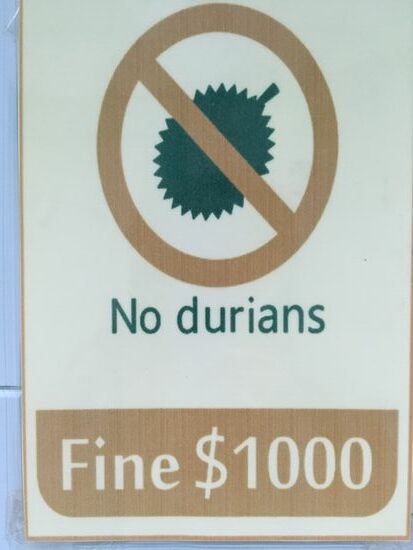 No durians
Fine $1000